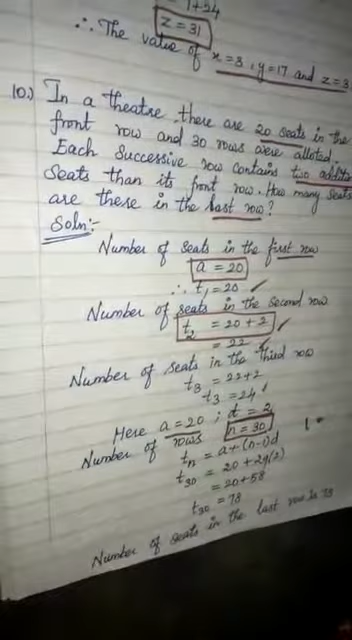 = 1+54
z = 31
∴ The value of x = 3, y = 17 and z = 3
10.) In a theatre there are 20 seats in the
front row and 30 rows were alloted.
Each successive row contains two additi
seats than its front row. How many seats
are there in the last row?
Soln:-
Number of seats in the first row
a = 20
∴ t₁ = 20 ✓
Number of seats in the second row
t₂ = 20 + 2 ✓
= 22 ✓
Number of seats in the third row
t₃ = 22+2
t₃ = 24 ✓
Here a = 20 ; d = 2,
Number of rows n = 30
tn = a+(n-1)d
t₃₀ = 20 + 29(2)
= 20+58
t₃₀ = 78
Number of seats in the last row is 78